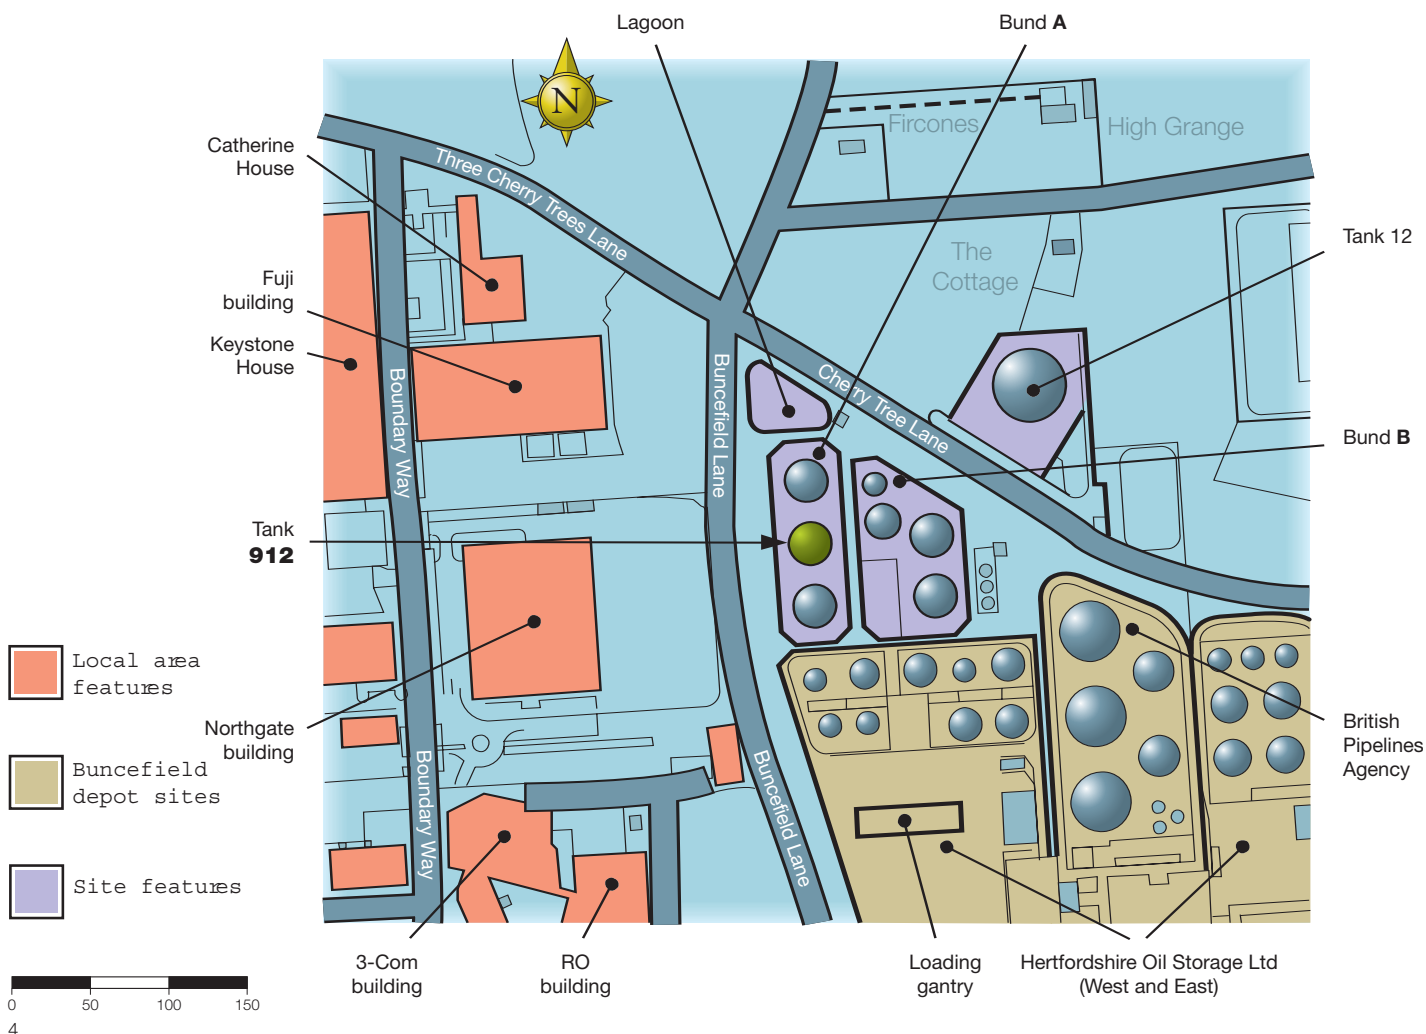 Lagoon
Bund A
N
Fircones
High Grange
Catherine
House
Three Cherry Trees Lane
Tank 12
The
Cottage
Fuji
building
Keystone
House
Boundary Way
Buncefield Lane
Cherry Tree Lane
Bund B
Tank
912
Local area
features
Northgate
building
British
Pipelines
Agency
Buncefield
depot sites
Boundary Way
Buncefield Lane
Site features
3-Com
building
RO
building
Loading
gantry
Hertfordshire Oil Storage Ltd
(West and East)
0 50 100 150
4